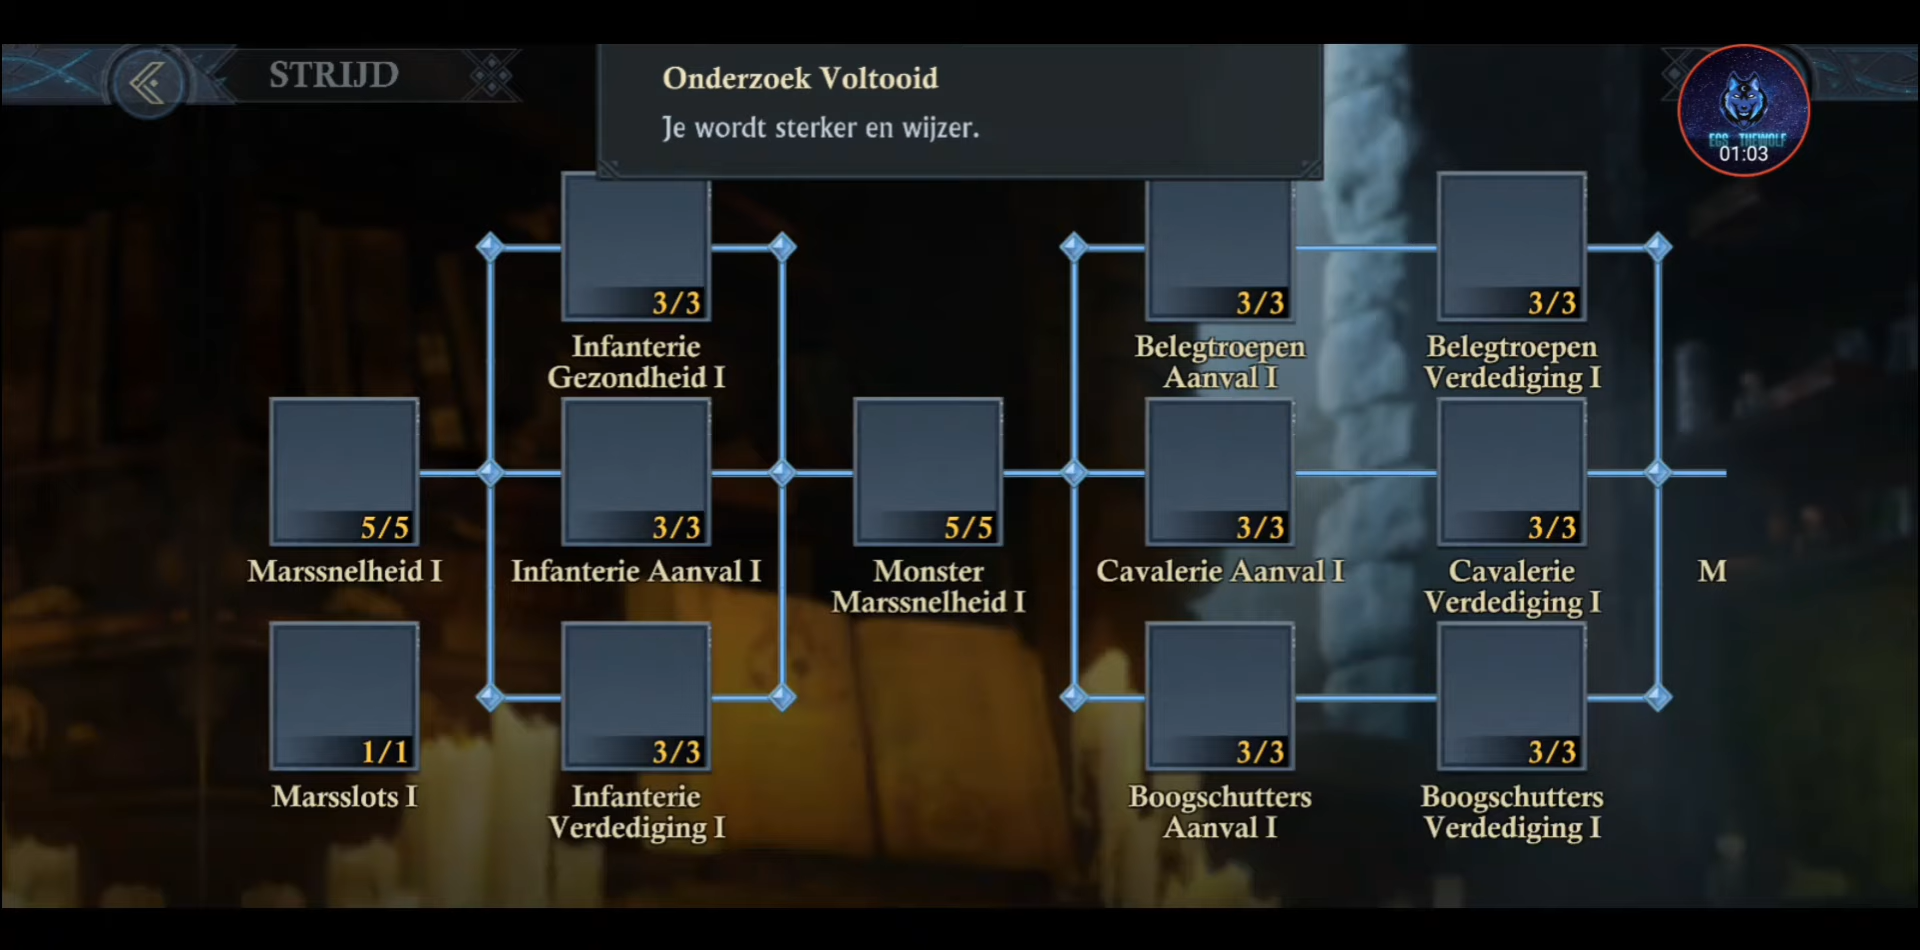 STRIJD
Onderzoek Voltooid
Je wordt sterker en wijzer.
EGS_THEWOLF
01:03
3/3
Infanterie
Gezondheid I
3/3
Belegtroepen
Aanval I
3/3
Belegtroepen
Verdediging I
5/5
Marssnelheid I
3/3
Infanterie Aanval I
5/5
Monster
Marssnelheid I
3/3
Cavalerie Aanval I
3/3
Cavalerie
Verdediging I
M
1/1
Marsslots I
3/3
Infanterie
Verdediging I
3/3
Boogschutters
Aanval I
3/3
Boogschutters
Verdediging I